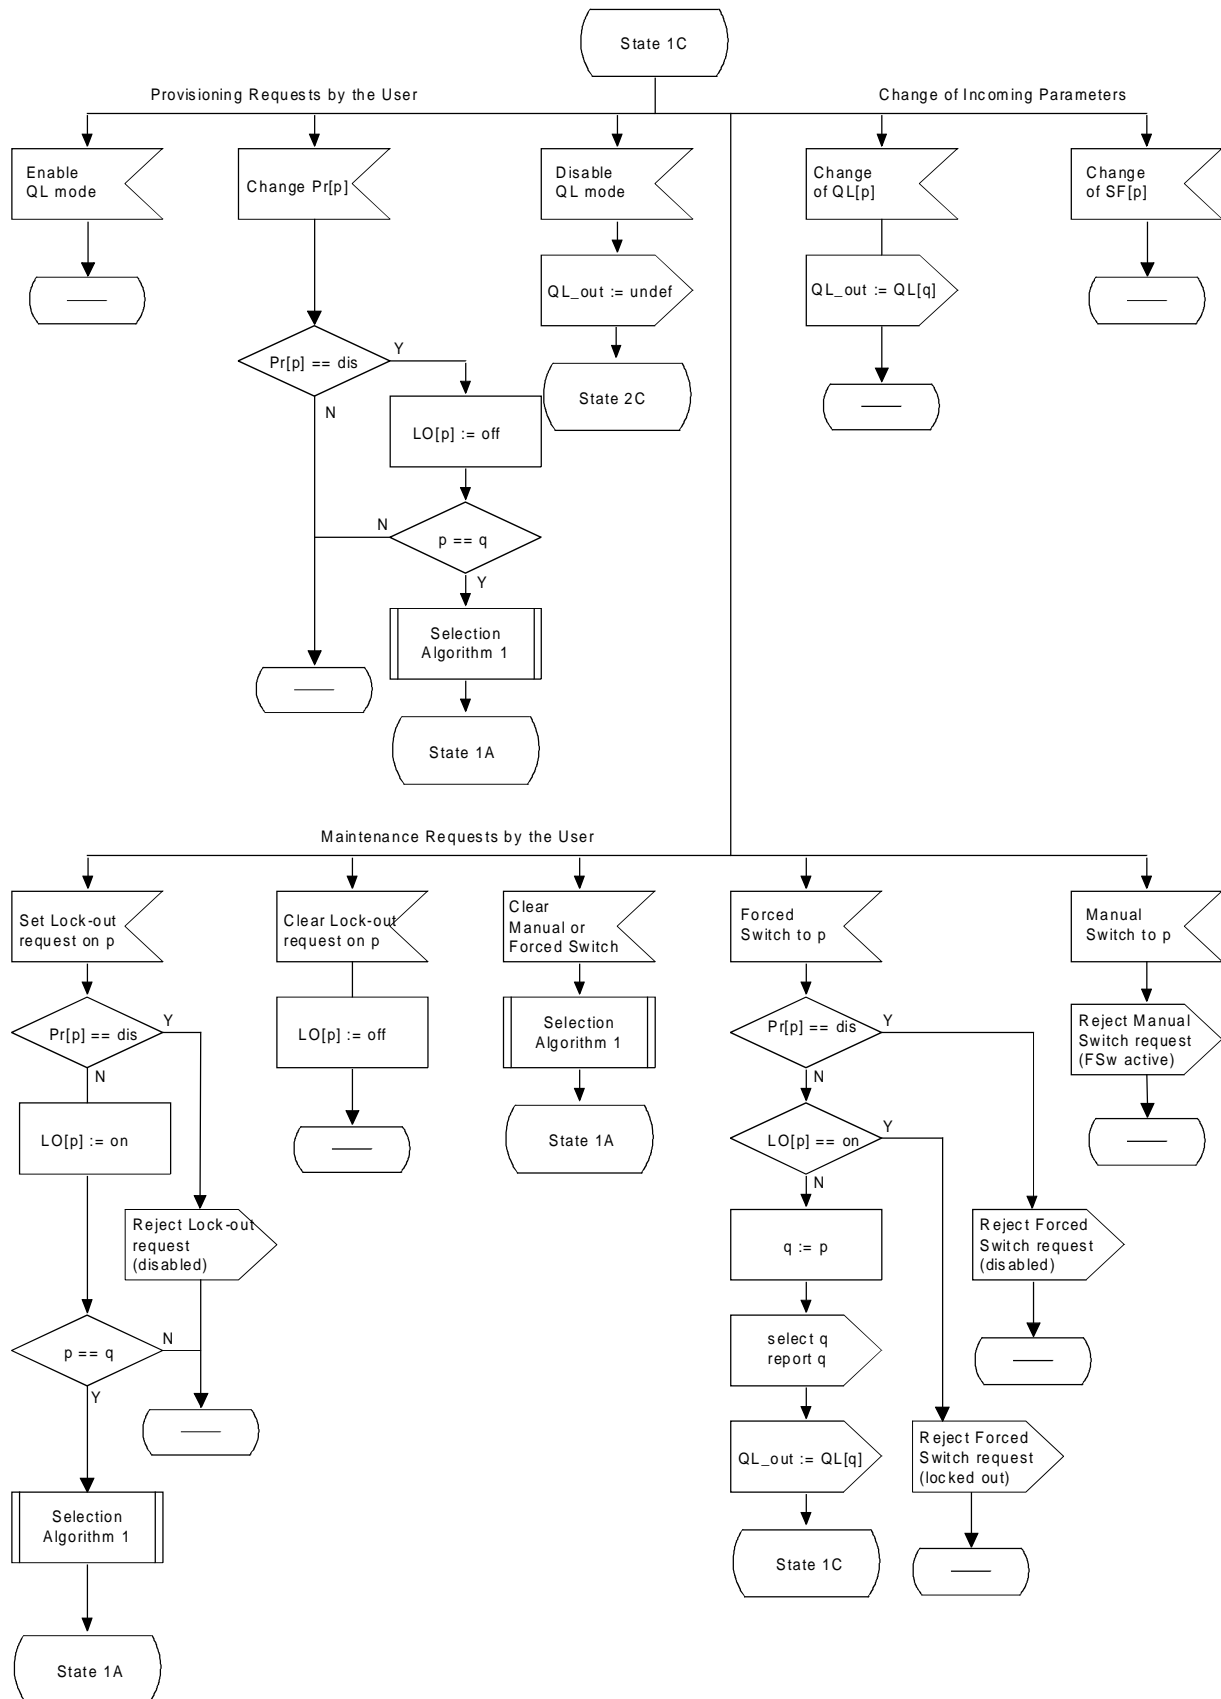 State 1C
Provisioning Requests by the User
Change of Incoming Parameters
Enable
QL mode
Change Pr[p]
Disable
QL mode
Change
of QL[p]
Change
of SF[p]
QL_out := undef
QL_out := QL[q]
Pr[p] == dis
Y
N
State 2C
LO[p] := off
N
p == q
Y
Selection
Algorithm 1
State 1A
Maintenance Requests by the User
Set Lock-out
request on p
Clear Lock-out
request on p
Clear
Manual or
Forced Switch
Forced
Switch to p
Manual
Switch to p
Pr[p] == dis
Y
N
LO[p] := off
Selection
Algorithm 1
Pr[p] == dis
Y
N
Reject Manual
Switch request
(FSw active)
LO[p] := on
State 1A
LO[p] == on
Y
N
Reject Lock-out
request
(disabled)
q := p
Reject Forced
Switch request
(disabled)
p == q
N
Y
select q
report q
QL_out := QL[q]
Reject Forced
Switch request
(locked out)
Selection
Algorithm 1
State 1C
State 1A